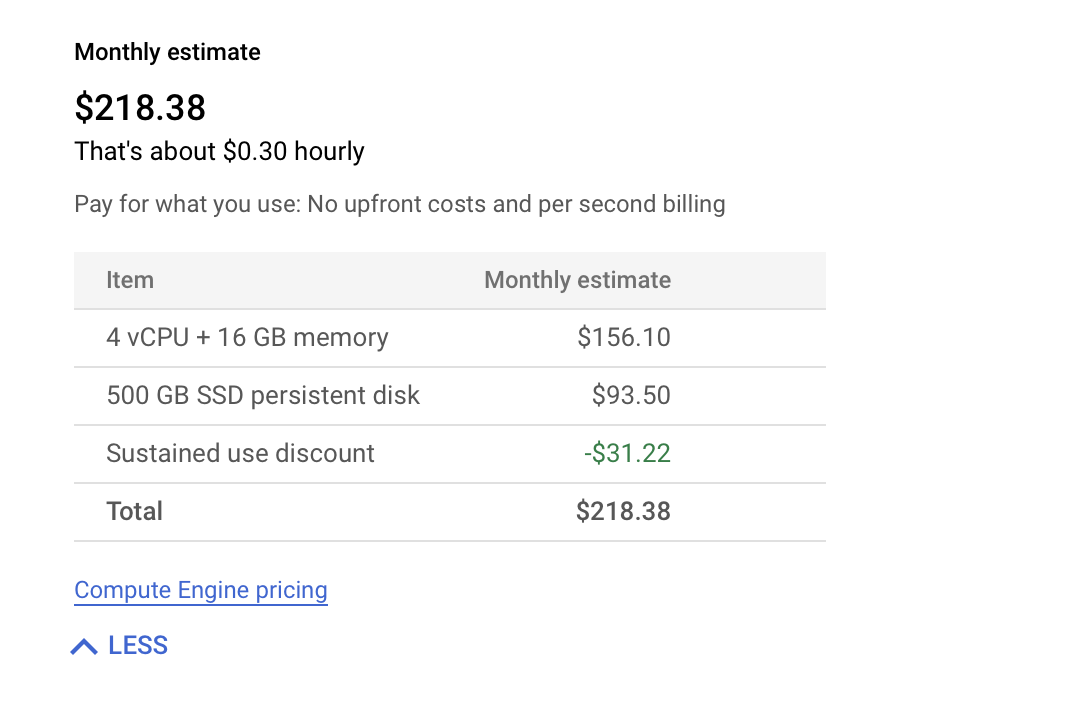 Monthly estimate
$218.38
That's about $0.30 hourly
Pay for what you use: No upfront costs and per second billing
Item Monthly estimate
4 vCPU + 16 GB memory $156.10
500 GB SSD persistent disk $93.50
Sustained use discount -$31.22
Total $218.38
Compute Engine pricing
LESS